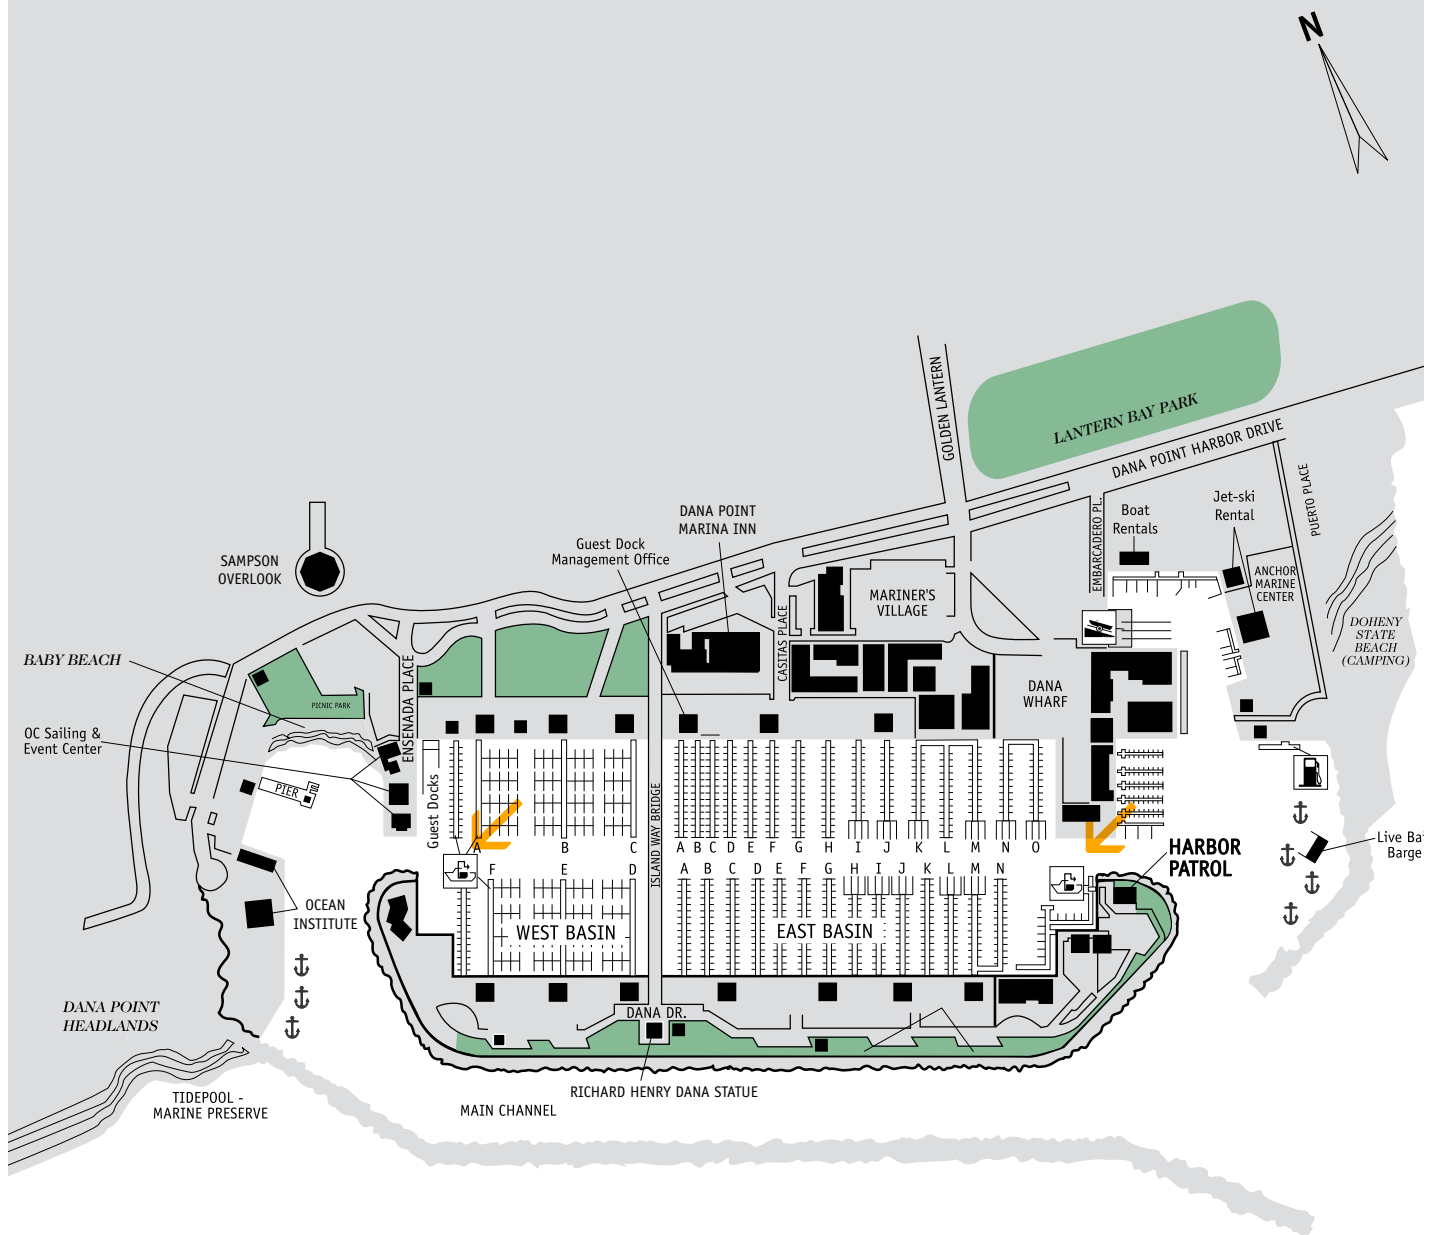 N
GOLDEN LANTERN
LANTERN BAY PARK
DANA POINT HARBOR DRIVE
PUERTO PLACE
EMBARCADERO PL.
Boat
Rentals
Jet-ski
Rental
DANA POINT
MARINA INN
Guest Dock
Management Office
SAMPSON
OVERLOOK
ANCHOR
MARINE
CENTER
MARINER'S
VILLAGE
CASITAS PLACE
DOHENY
STATE
BEACH
(CAMPING)
BABY BEACH
ENSENADA PLACE
PICNIC PARK
DANA
WHARF
OC Sailing &
Event Center
PIER
Guest Docks
ISLAND WAY BRIDGE
A B C
A B C D E F G H I J K L M N O
F E D
A B C D E F G H I J K L M N
HARBOR
PATROL
Live Bai
Barge
OCEAN
INSTITUTE
WEST BASIN
EAST BASIN
DANA POINT
HEADLANDS
DANA DR.
RICHARD HENRY DANA STATUE
TIDEPOOL -
MARINE PRESERVE
MAIN CHANNEL